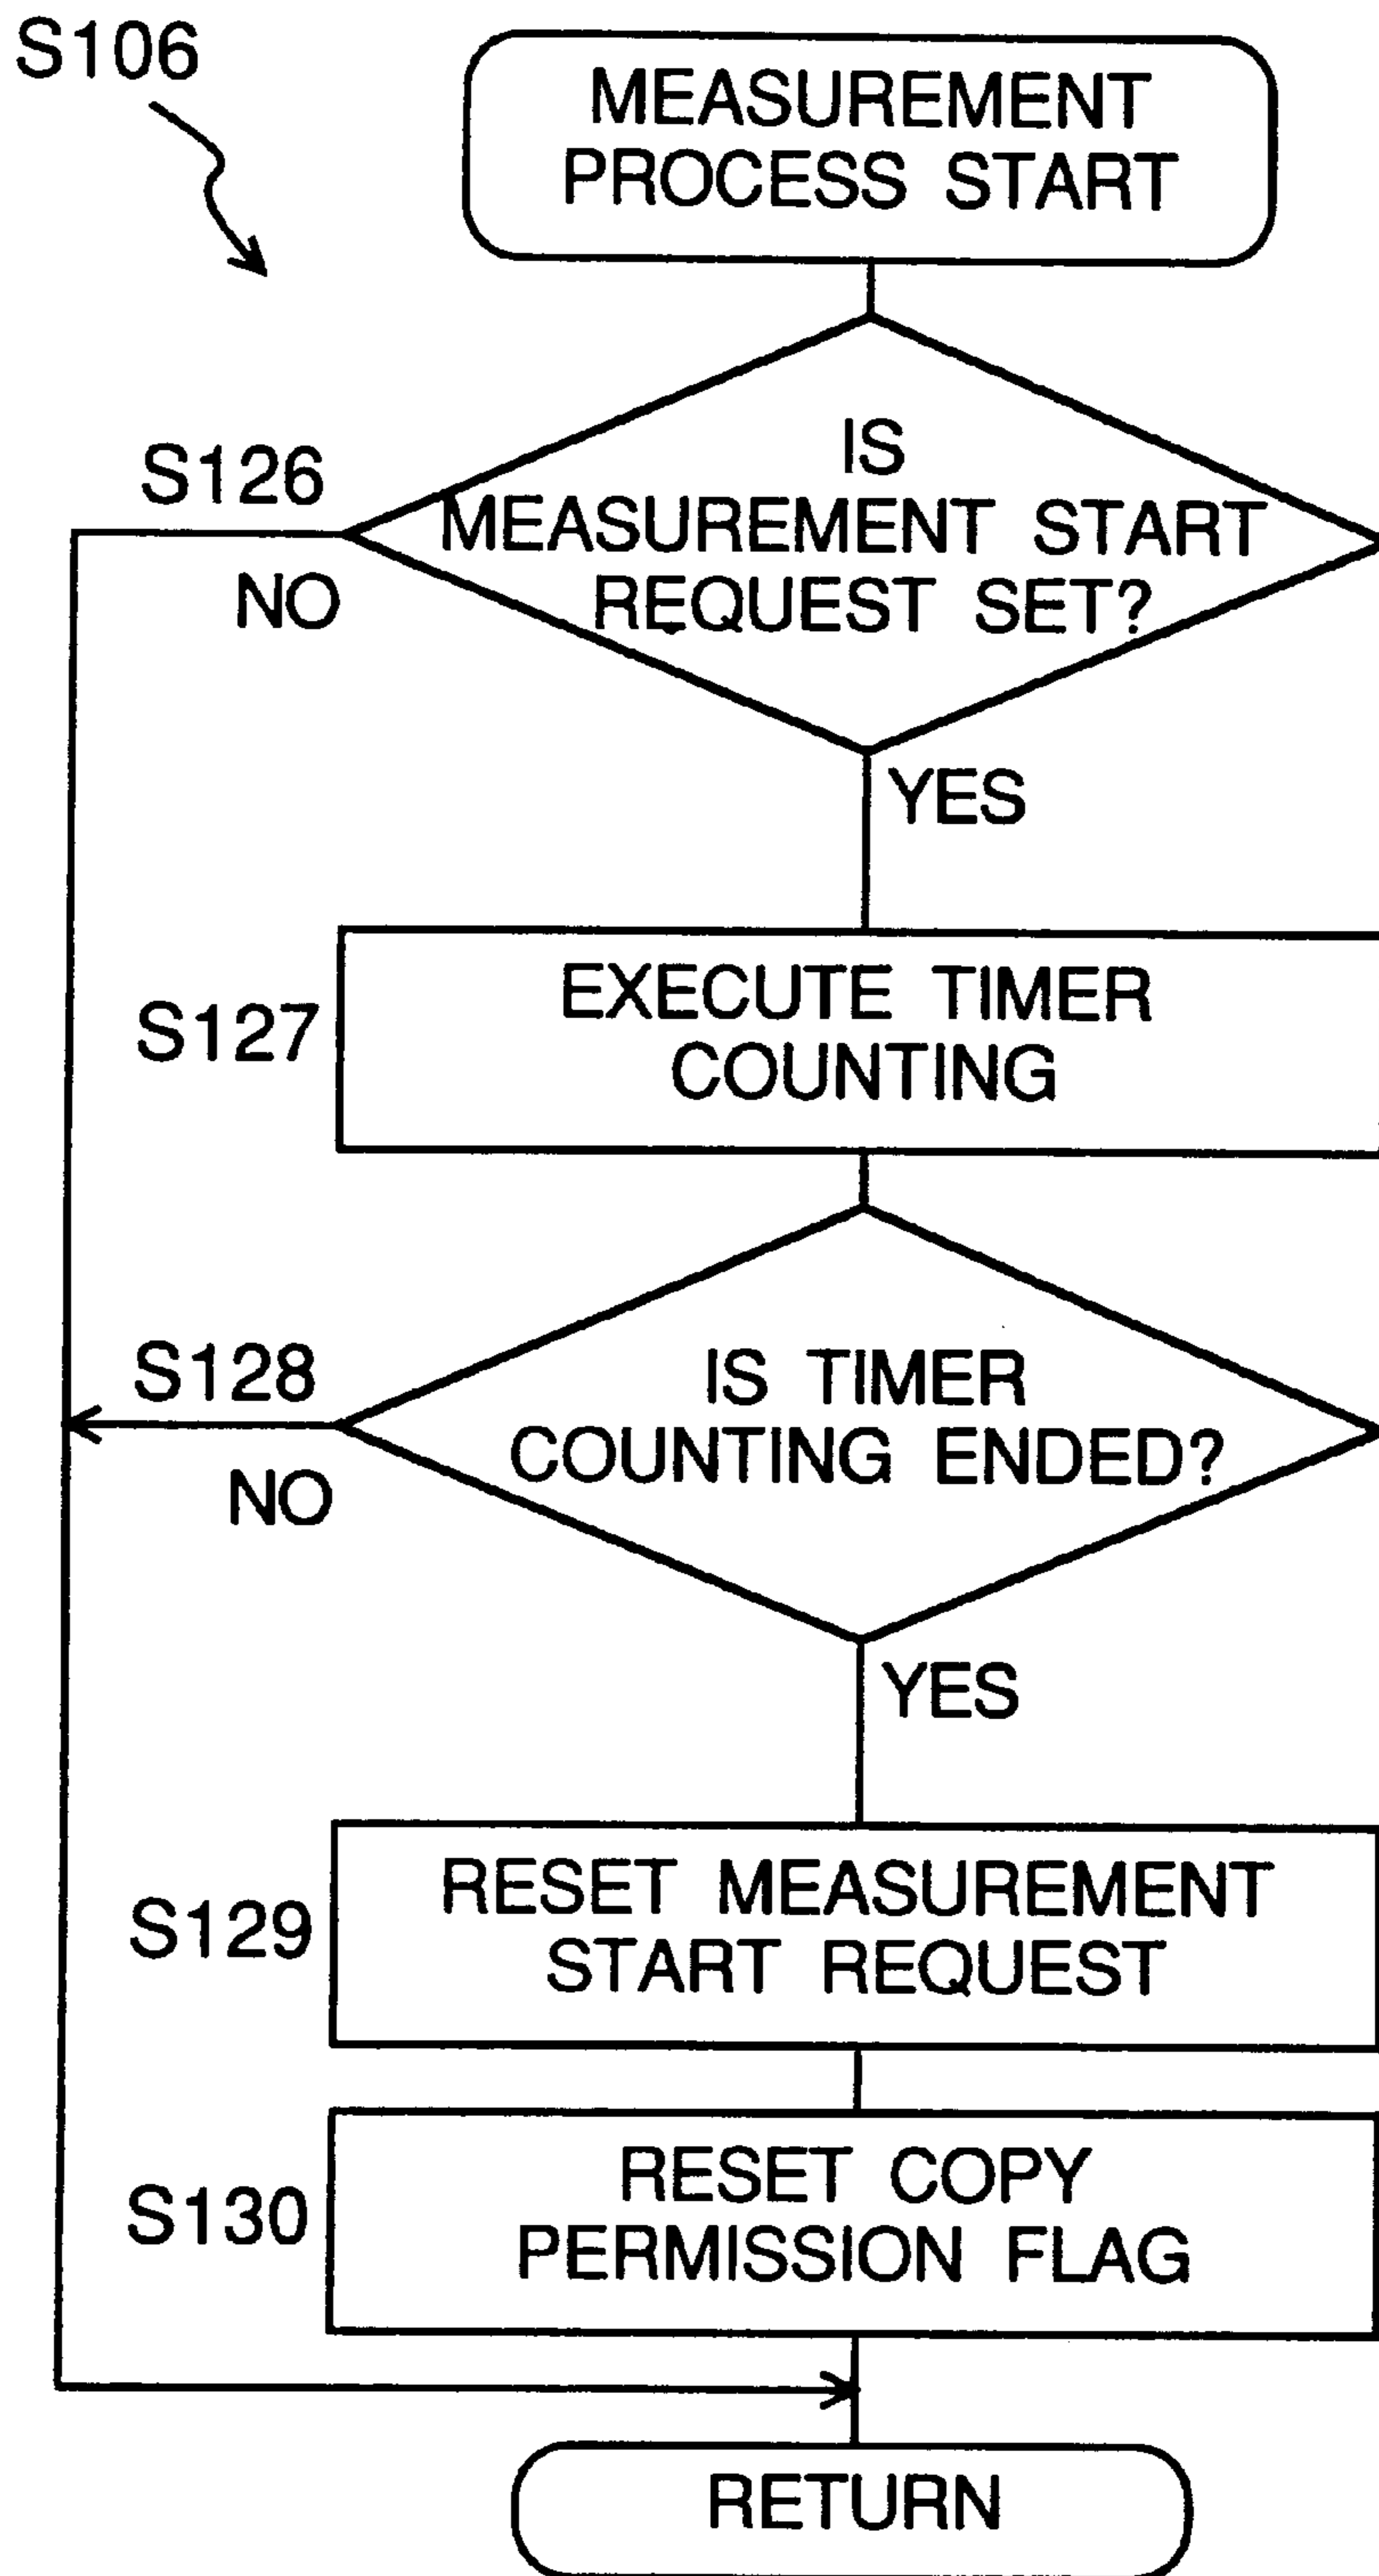 S106
MEASUREMENT
PROCESS START
IS
MEASUREMENT START
REQUEST SET?
S126
NO
YES
S127
EXECUTE TIMER
COUNTING
S128
IS TIMER
COUNTING ENDED?
NO
YES
S129
RESET MEASUREMENT
START REQUEST
S130
RESET COPY
PERMISSION FLAG
RETURN